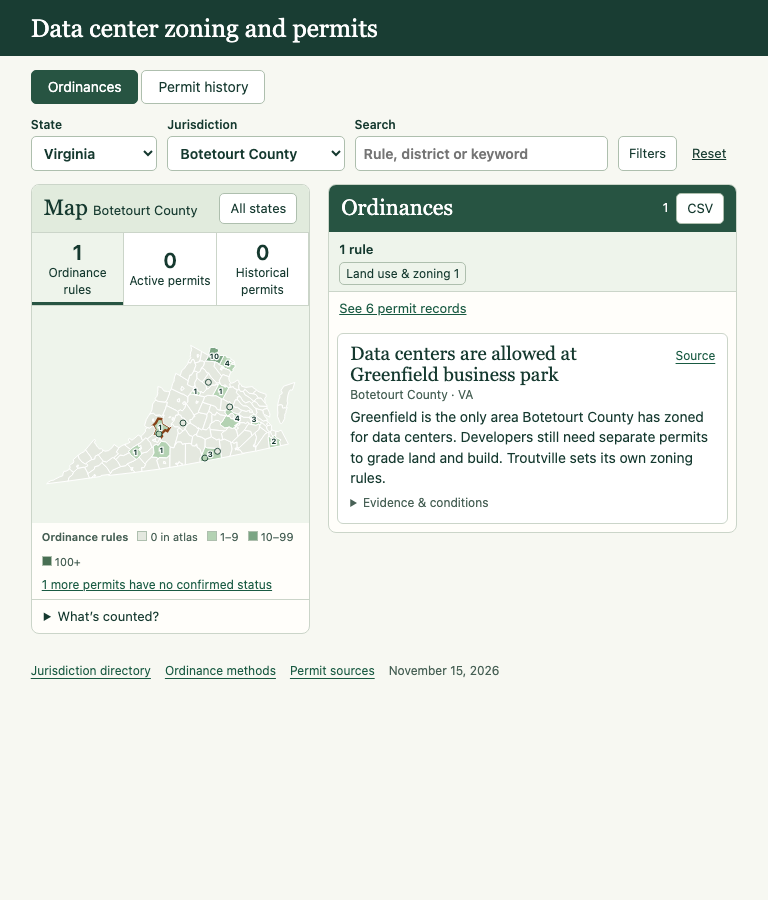 Data center zoning and permits
Ordinances
Permit history
State
Jurisdiction
Search
Virginia
Botetourt County
Rule, district or keyword
Filters
Reset
Map Botetourt County
All states
1
Ordinance
rules
0
Active permits
0
Historical
permits
10
4
1
1
4
3
1
2
1
1
3
Ordinance rules
0 in atlas
1–9
10–99
100+
1 more permits have no confirmed status
▶ What's counted?
Ordinances
1
CSV
1 rule
Land use & zoning 1
See 6 permit records
Data centers are allowed at
Greenfield business park
Source
Botetourt County · VA
Greenfield is the only area Botetourt County has zoned
for data centers. Developers still need separate permits
to grade land and build. Troutville sets its own zoning
rules.
▶ Evidence & conditions
Jurisdiction directory
Ordinance methods
Permit sources
November 15, 2026